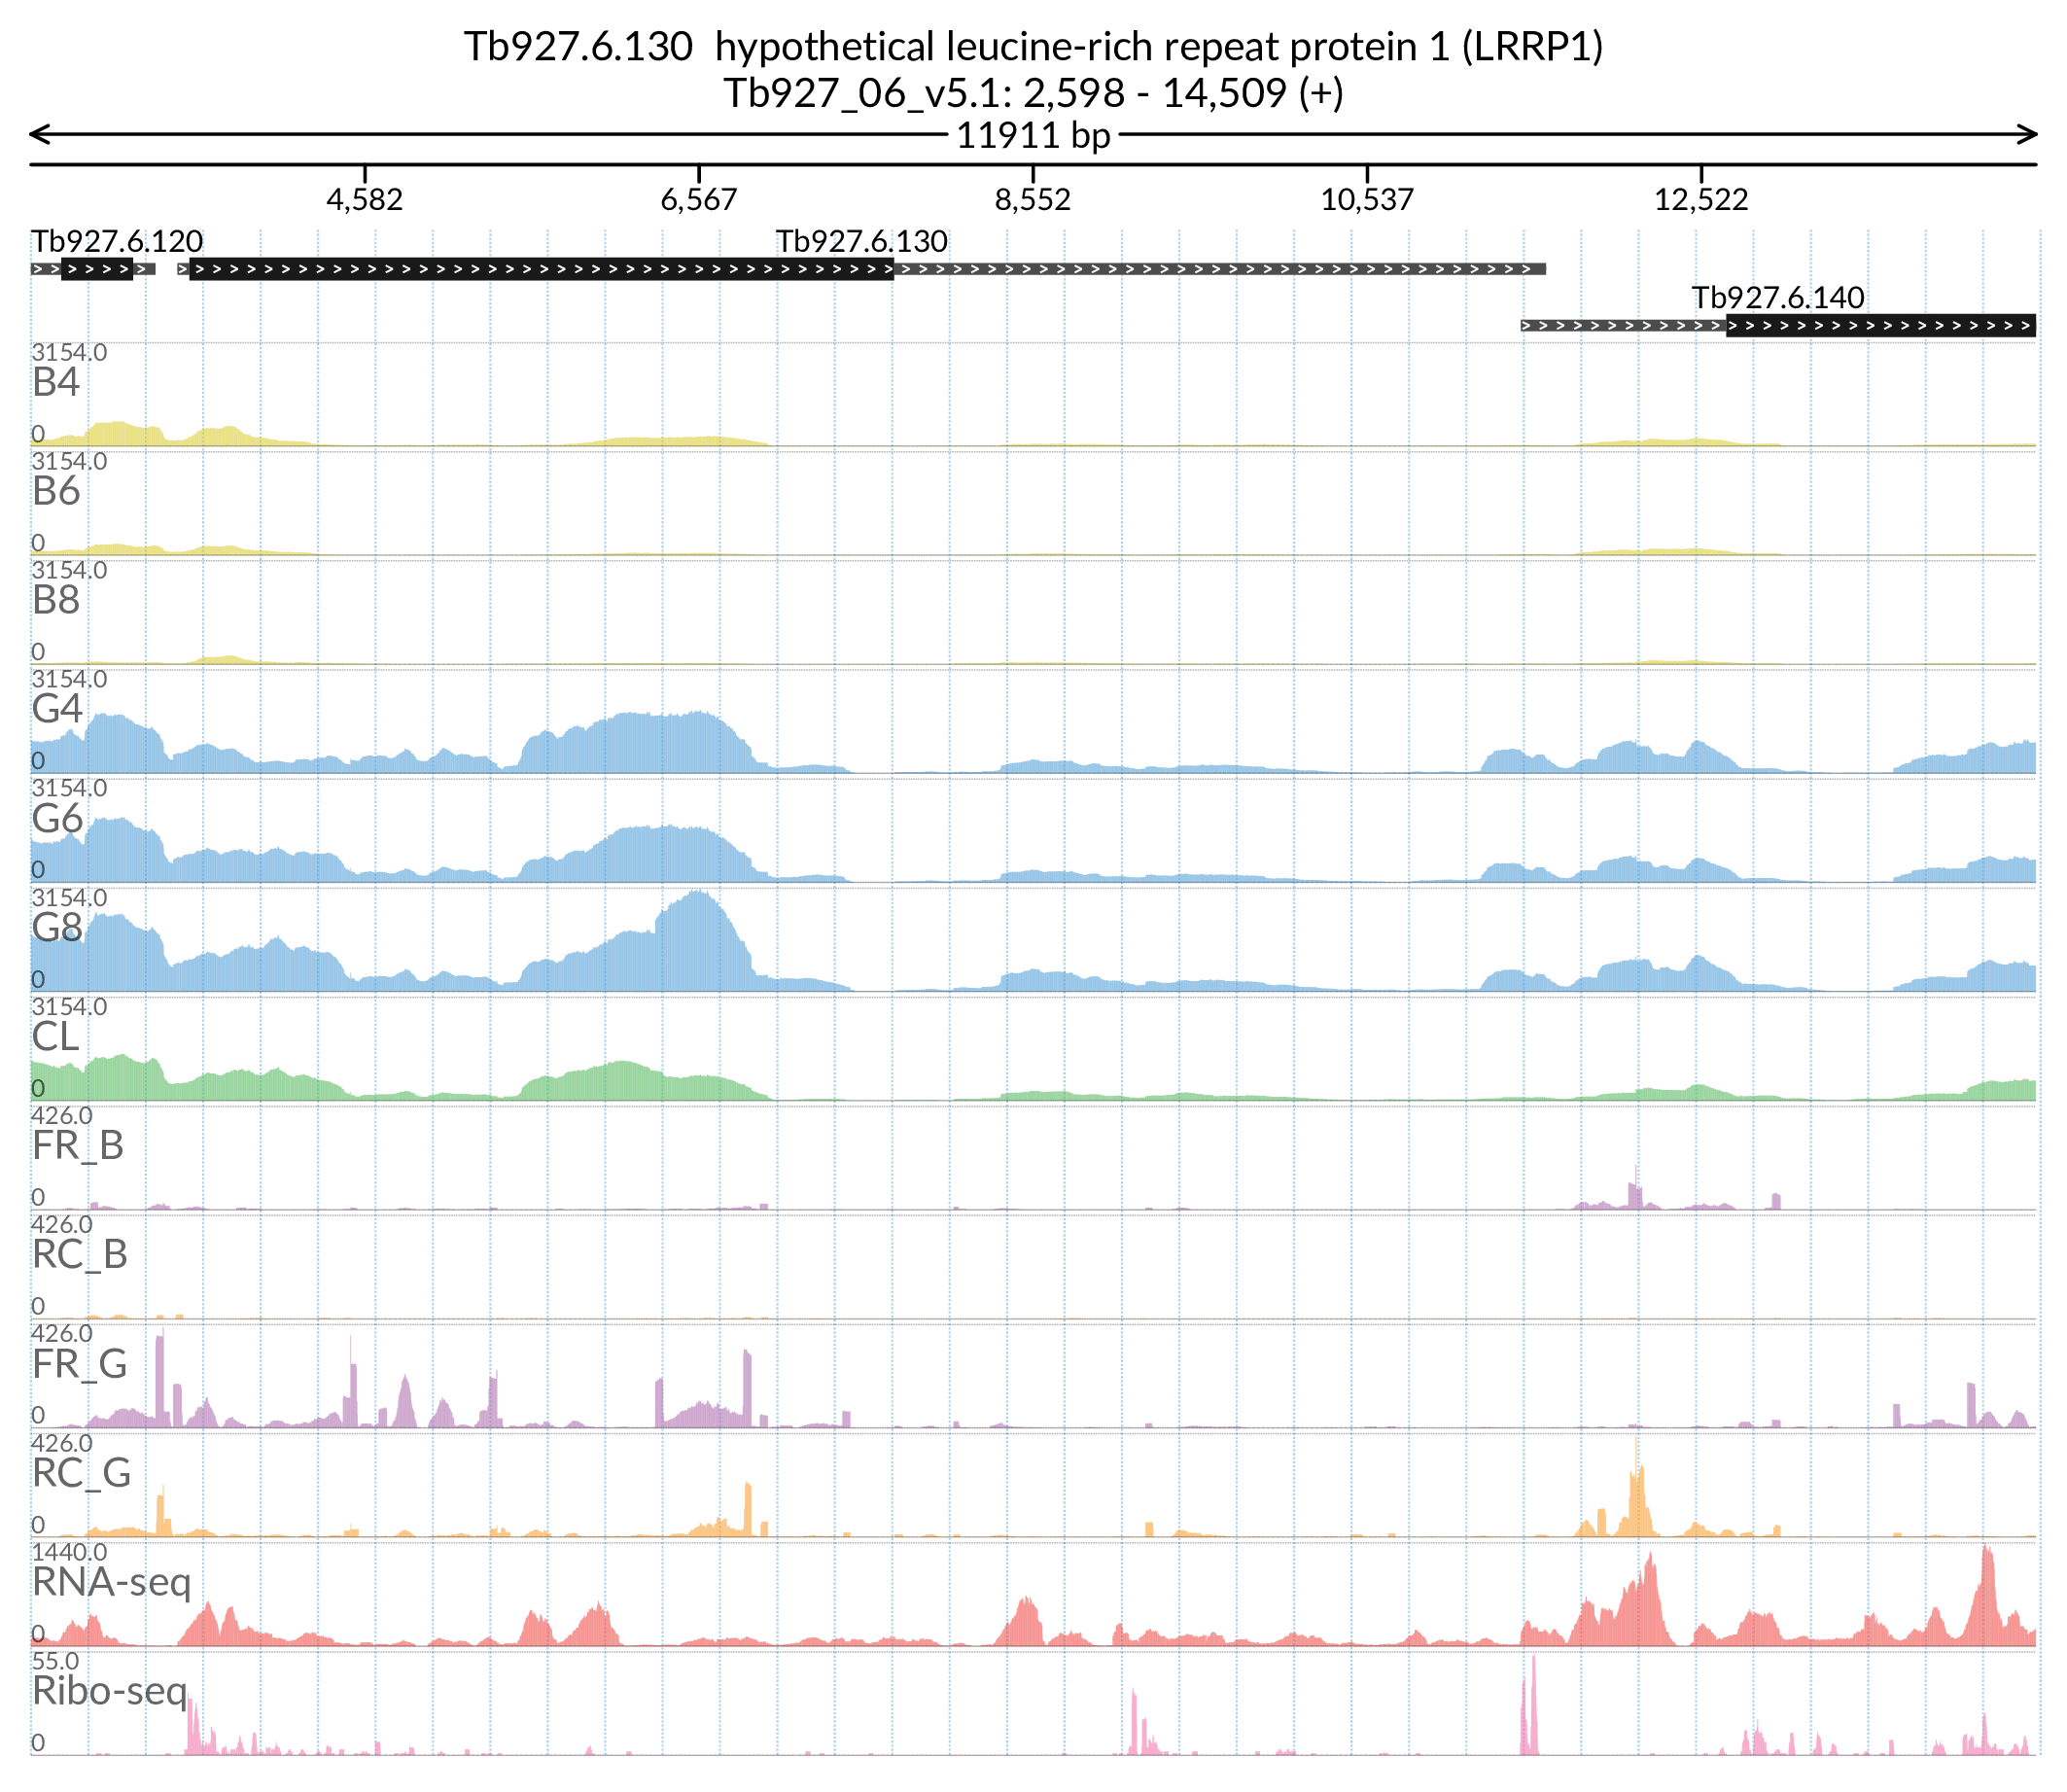 Tb927.6.130  hypothetical leucine-rich repeat protein 1 (LRRP1)
Tb927_06_v5.1: 2,598 - 14,509 (+)
11911 bp
4,582 6,567 8,552 10,537 12,522
Tb927.6.120 Tb927.6.130
Tb927.6.140
3154.0
B4
0
3154.0
B6
0
3154.0
B8
0
3154.0
G4
0
3154.0
G6
0
3154.0
G8
0
3154.0
CL
0
426.0
FR_B
0
426.0
RC_B
0
426.0
FR_G
0
426.0
RC_G
0
1440.0
RNA-seq
0
55.0
Ribo-seq
0